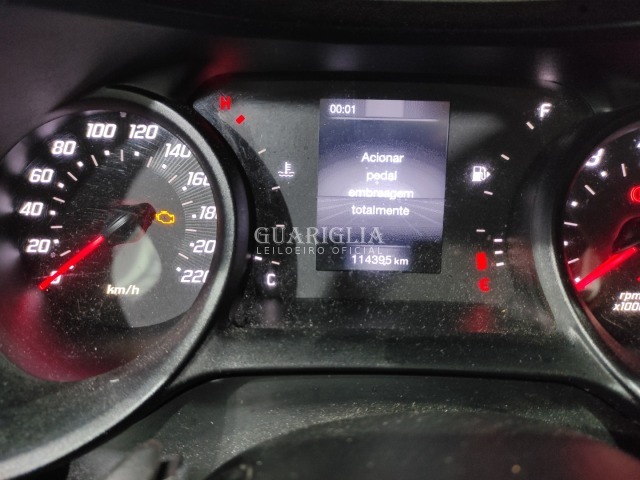 00:01
Acionar
pedal
embreagem
totalmente
114395 km
H
C
F
E
0
20
40
60
80
100
120
140
160
180
220
km/h
rpm
GUARIGLIA
LEILOEIRO OFICIAL